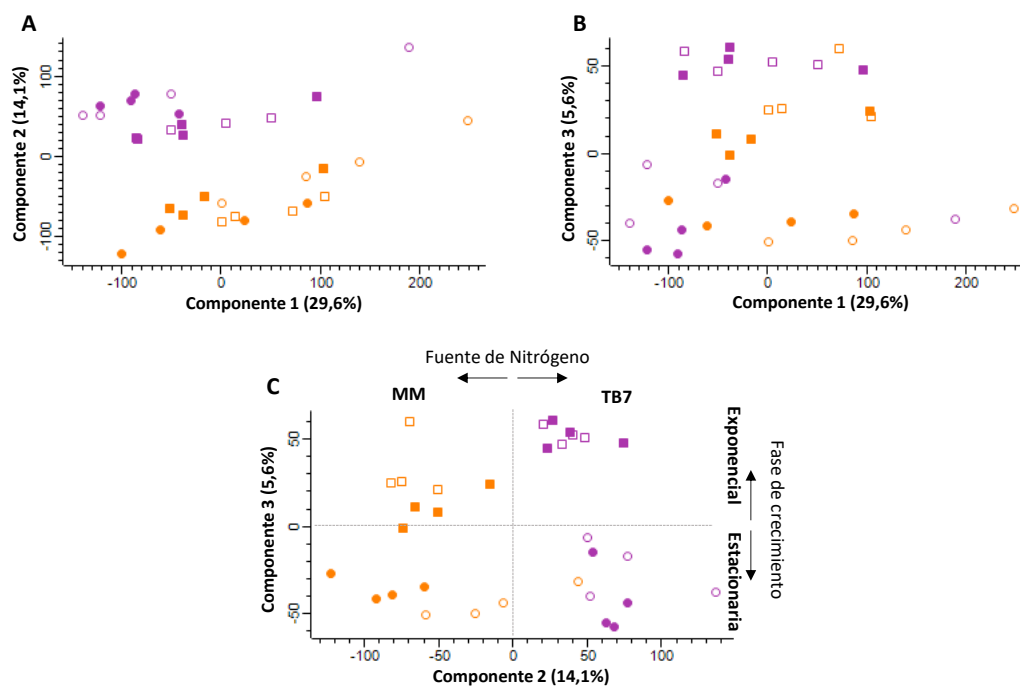 A
Componente 2 (14,1%)
100
0
-100
-100
0
100
200
Componente 1 (29,6%)
B
Componente 3 (5,6%)
50
0
-50
-100
0
100
200
Componente 1 (29,6%)
Fuente de Nitrógeno
C
MM
TB7
Componente 3 (5,6%)
50
0
-50
-100
-50
0
50
100
Componente 2 (14,1%)
Exponencial
Estacionaria
Fase de crecimiento